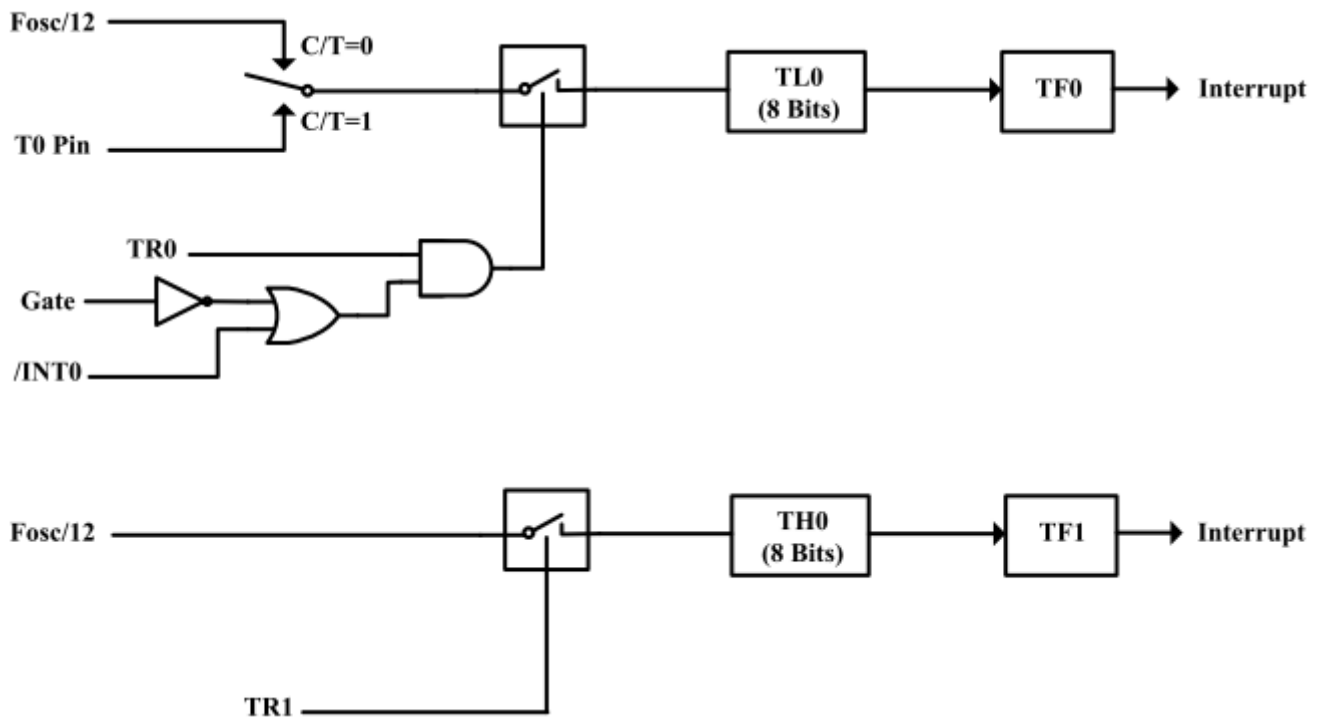 Fosc/12
C/T=0
C/T=1
T0 Pin
TL0
(8 Bits)
TF0
Interrupt
TR0
Gate
/INT0
Fosc/12
TH0
(8 Bits)
TF1
Interrupt
TR1